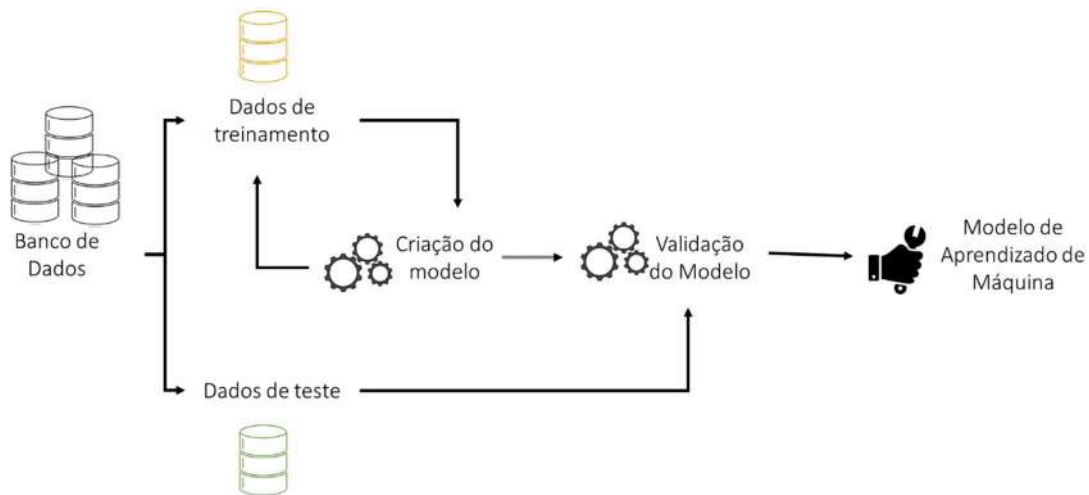 Dados de
treinamento
Banco de
Dados
Criação do
modelo
Validação
do Modelo
Modelo de
Aprendizado de
Máquina
Dados de teste